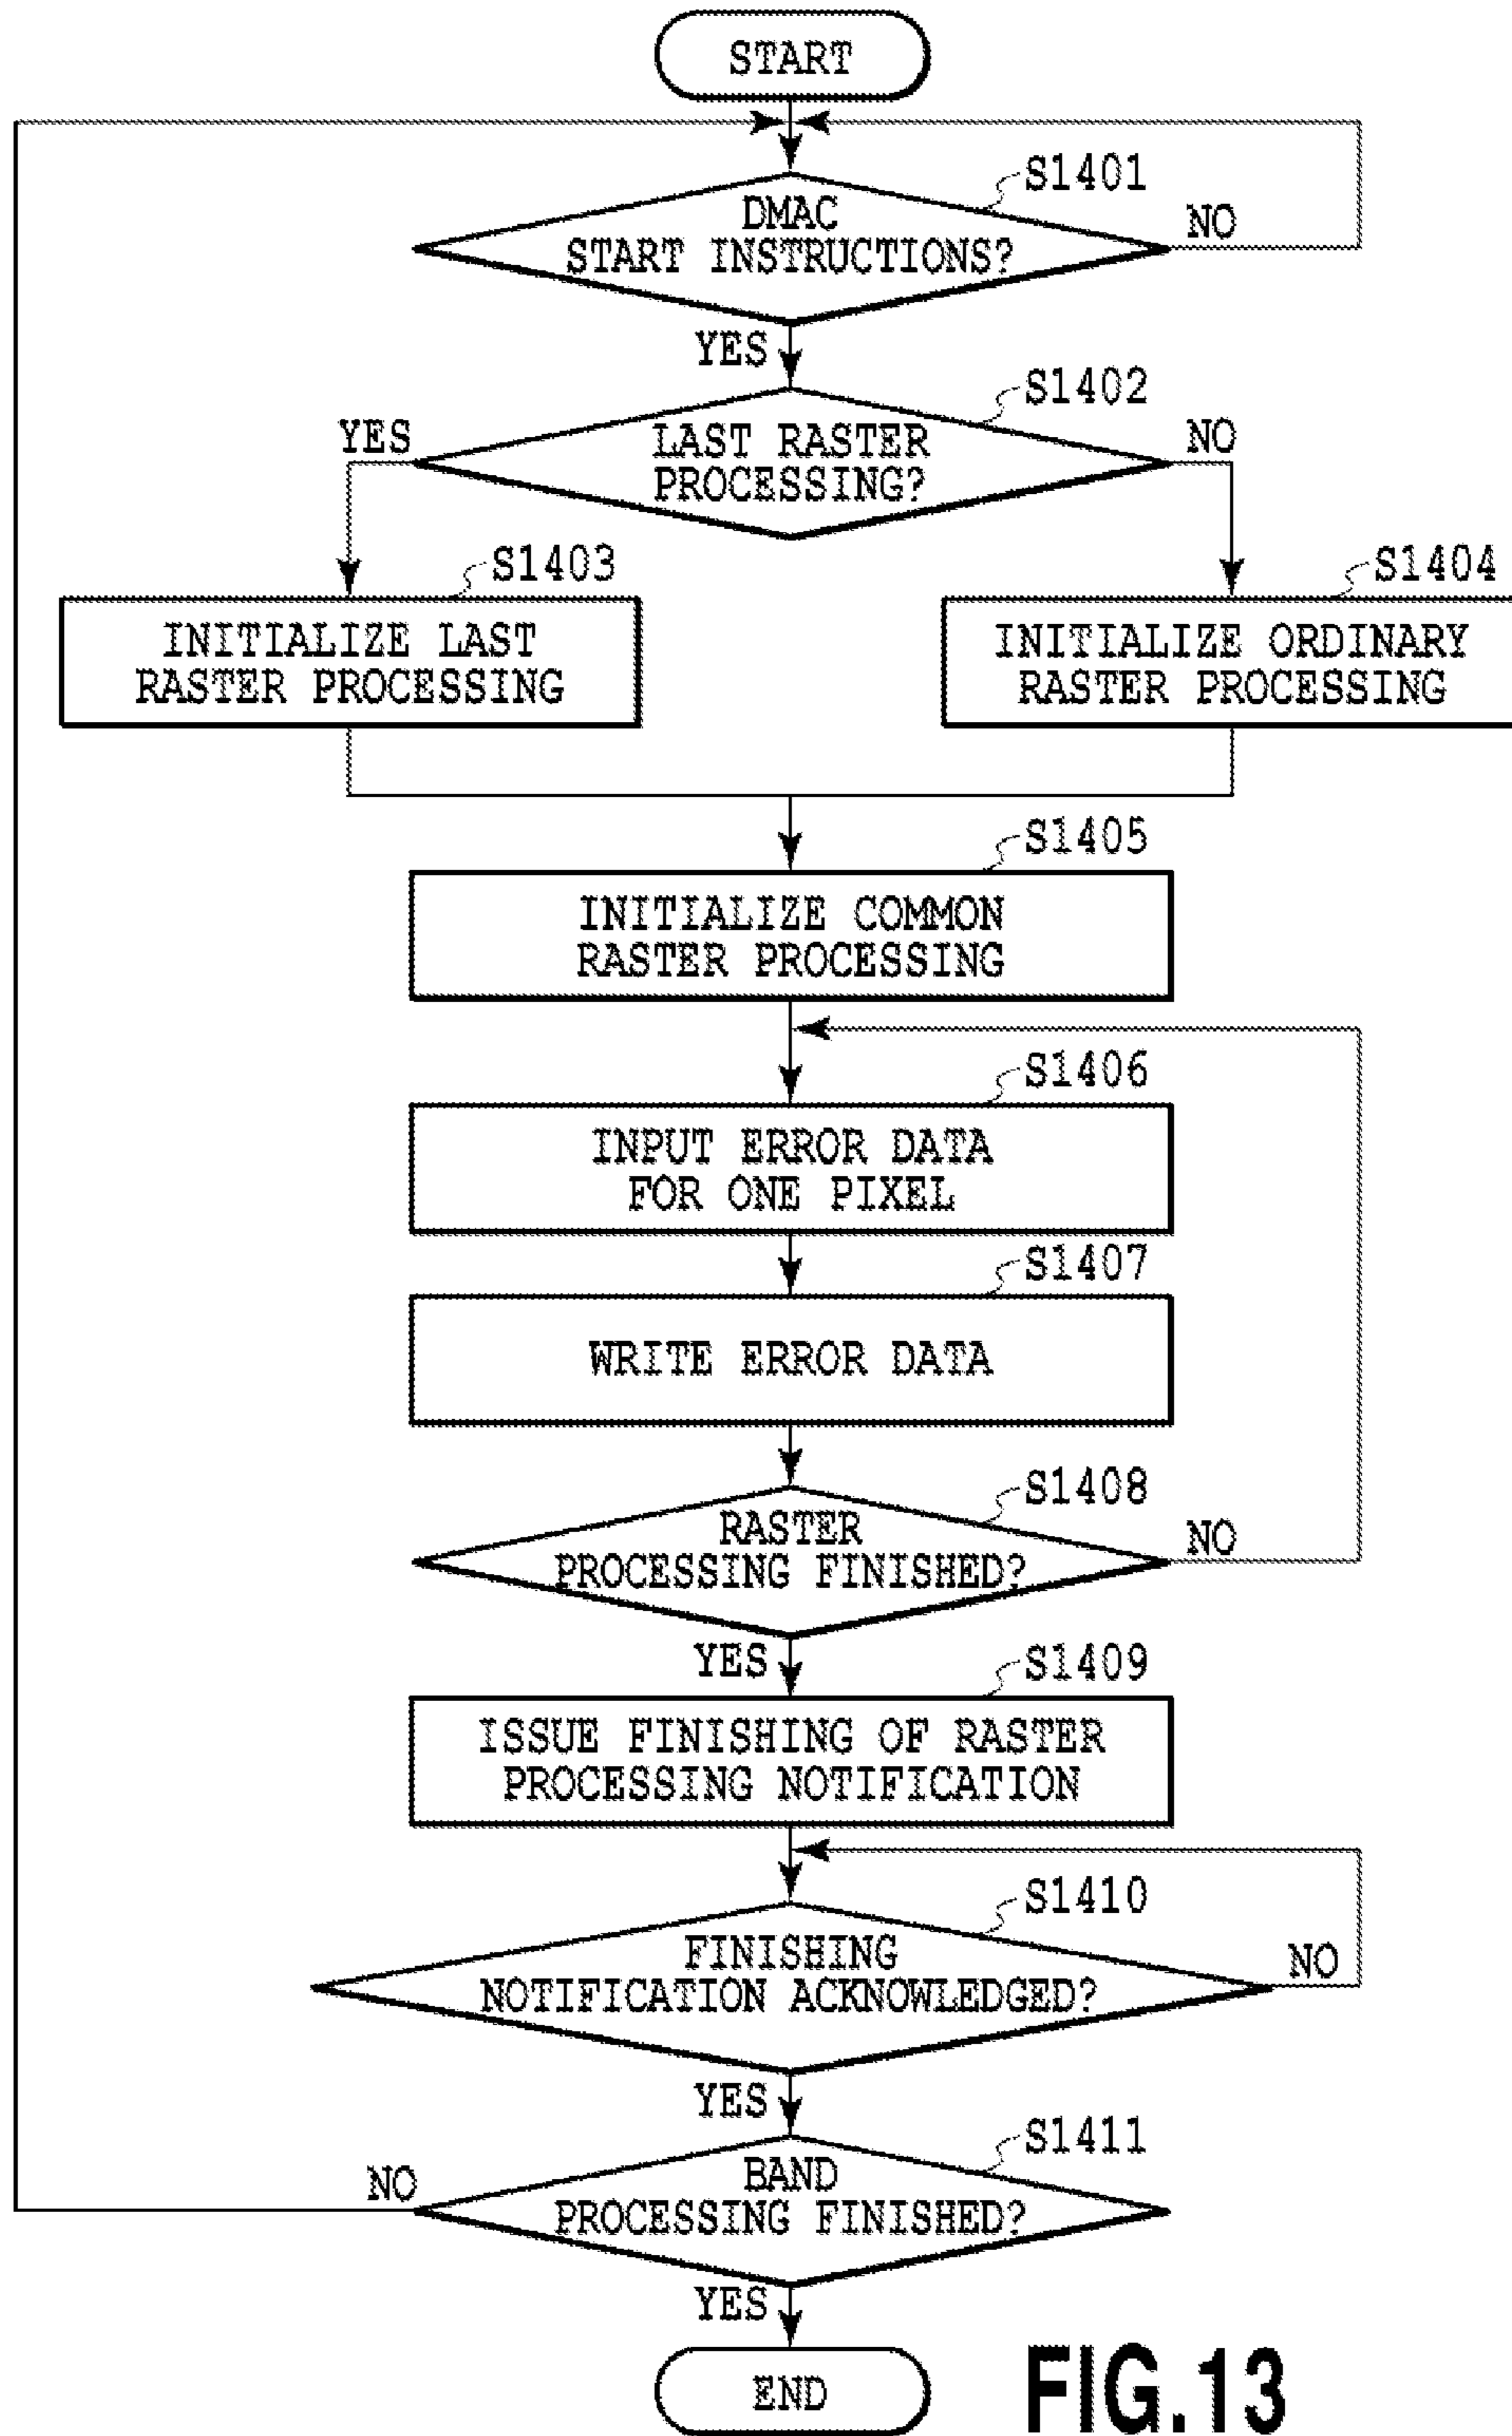 START
S1401
DMAC
START INSTRUCTIONS?
NO
YES
S1402
YES
LAST RASTER
PROCESSING?
NO
S1403
S1404
INITIALIZE LAST
RASTER PROCESSING
INITIALIZE ORDINARY
RASTER PROCESSING
S1405
INITIALIZE COMMON
RASTER PROCESSING
S1406
INPUT ERROR DATA
FOR ONE PIXEL
S1407
WRITE ERROR DATA
S1408
RASTER
PROCESSING FINISHED?
NO
YES
S1409
ISSUE FINISHING OF RASTER
PROCESSING NOTIFICATION
S1410
FINISHING
NOTIFICATION ACKNOWLEDGED?
NO
YES
S1411
NO
BAND
PROCESSING FINISHED?
YES
END
FIG.13